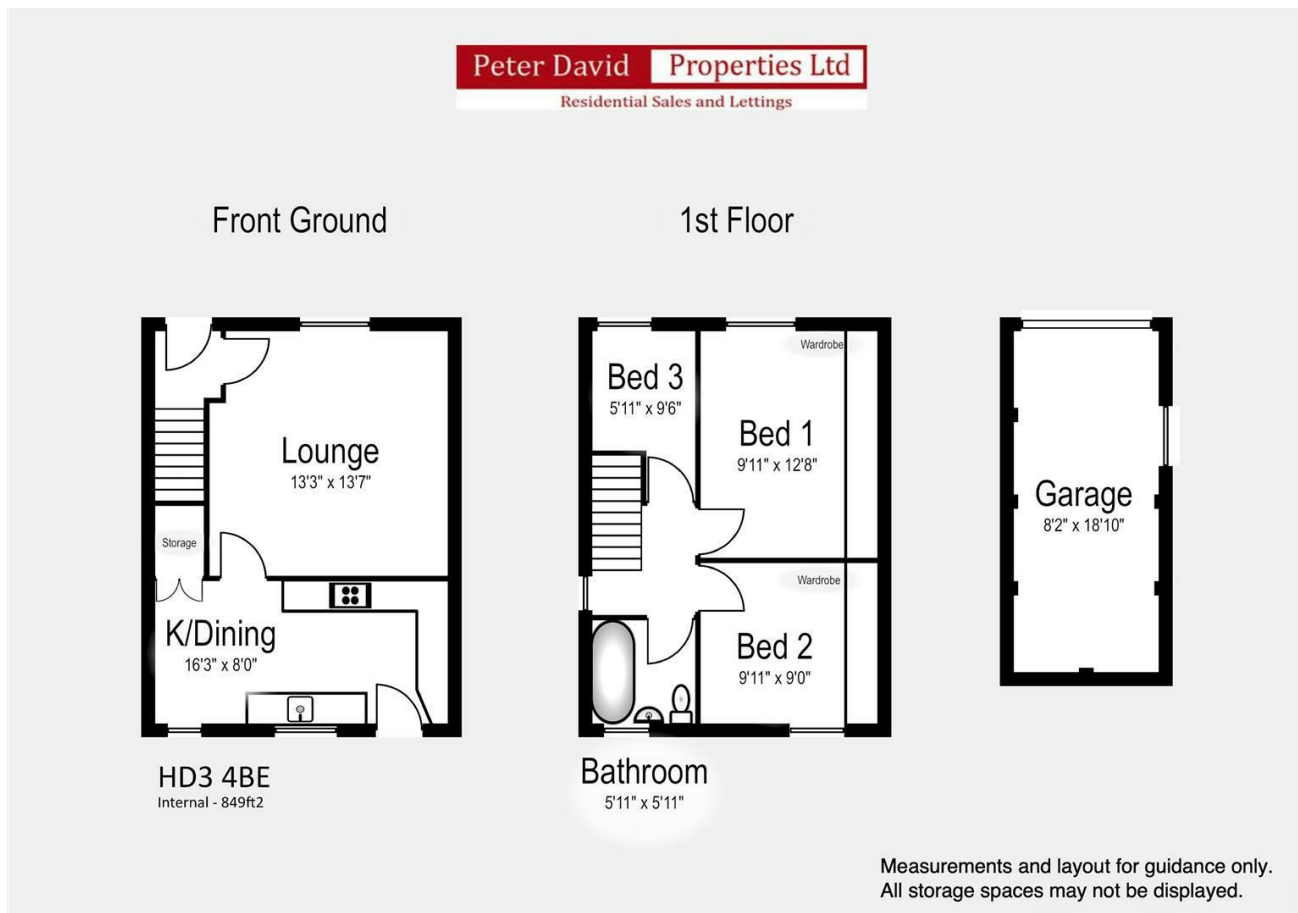 Peter David Properties Ltd
Residential Sales and Lettings
Front Ground
1st Floor
Lounge
13'3" x 13'7"
Storage
K/Dining
16'3" x 8'0"
HD3 4BE
Internal - 849ft2
Wardrobe
Bed 3
5'11" x 9'6"
Bed 1
9'11" x 12'8"
Wardrobe
Bed 2
9'11" x 9'0"
Bathroom
5'11" x 5'11"
Garage
8'2" x 18'10"
Measurements and layout for guidance only.
All storage spaces may not be displayed.